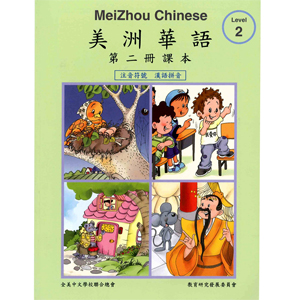 MeiZhou Chinese
Level
2
美洲華語
第二冊課本
注音符號 漢語拼音
全美中文學校聯合總會
教育研究發展委員會